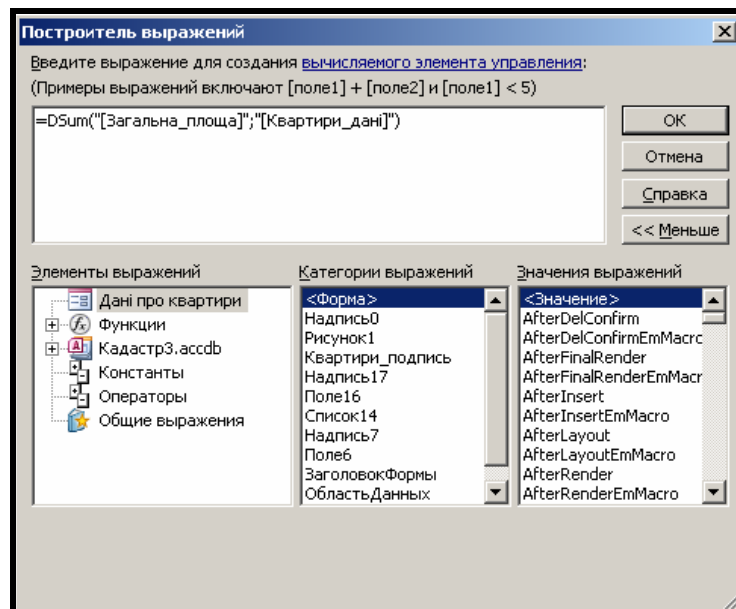 Построитель выражений
Введите выражение для создания вычисляемого элемента управления:
(Примеры выражений включают [поле1] + [поле2] и [поле1] < 5)
=DSum("[Загальна_площа]";"[Квартири_дані]")
ОК
Отмена
Справка
<< Меньше
Элементы выражений
Дані про квартири
Функции
Кадастр3.accdb
Константы
Операторы
Общие выражения
Категории выражений
<Форма>
Надпись0
Рисунок1
Квартири_подпись
Надпись17
Поле16
Список14
Надпись7
Поле6
ЗаголовокФормы
ОбластьДанных
Значения выражений
<Значение>
AfterDelConfirm
AfterDelConfirmEmMacrc
AfterFinalRender
AfterFinalRenderEmMacr
AfterInsert
AfterInsertEmMacro
AfterLayout
AfterLayoutEmMacro
AfterRender
AfterRenderEmMacro